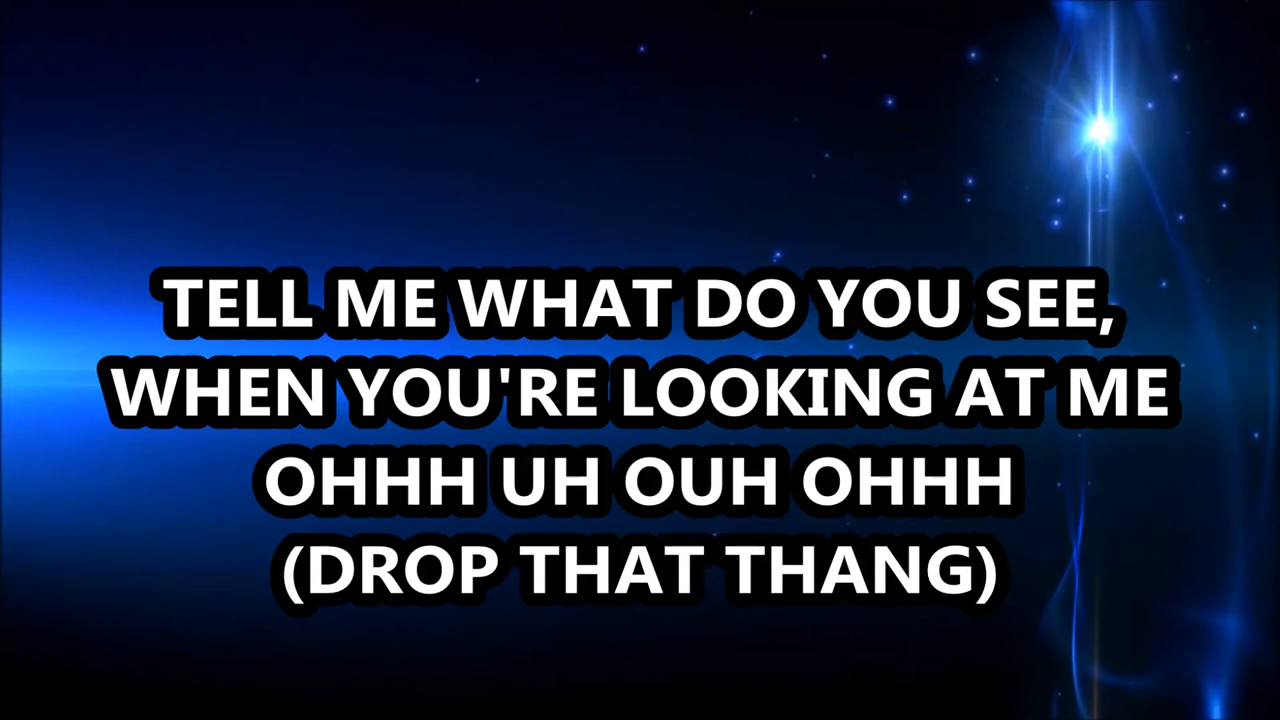 TELL ME WHAT DO YOU SEE,
WHEN YOU'RE LOOKING AT ME
OHHH UH OUH OHHH
(DROP THAT THANG)